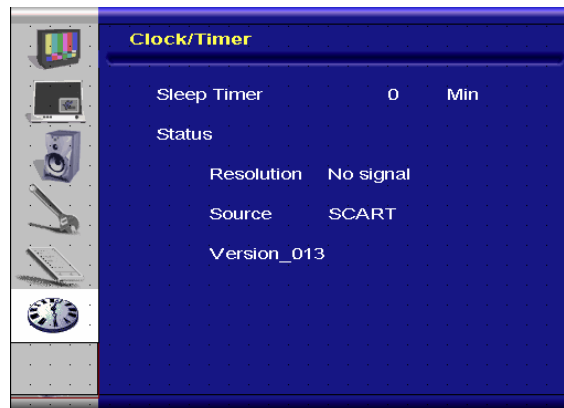 Clock/Timer
Sleep Timer 0 Min
Status
Resolution No signal
Source SCART
Version_013